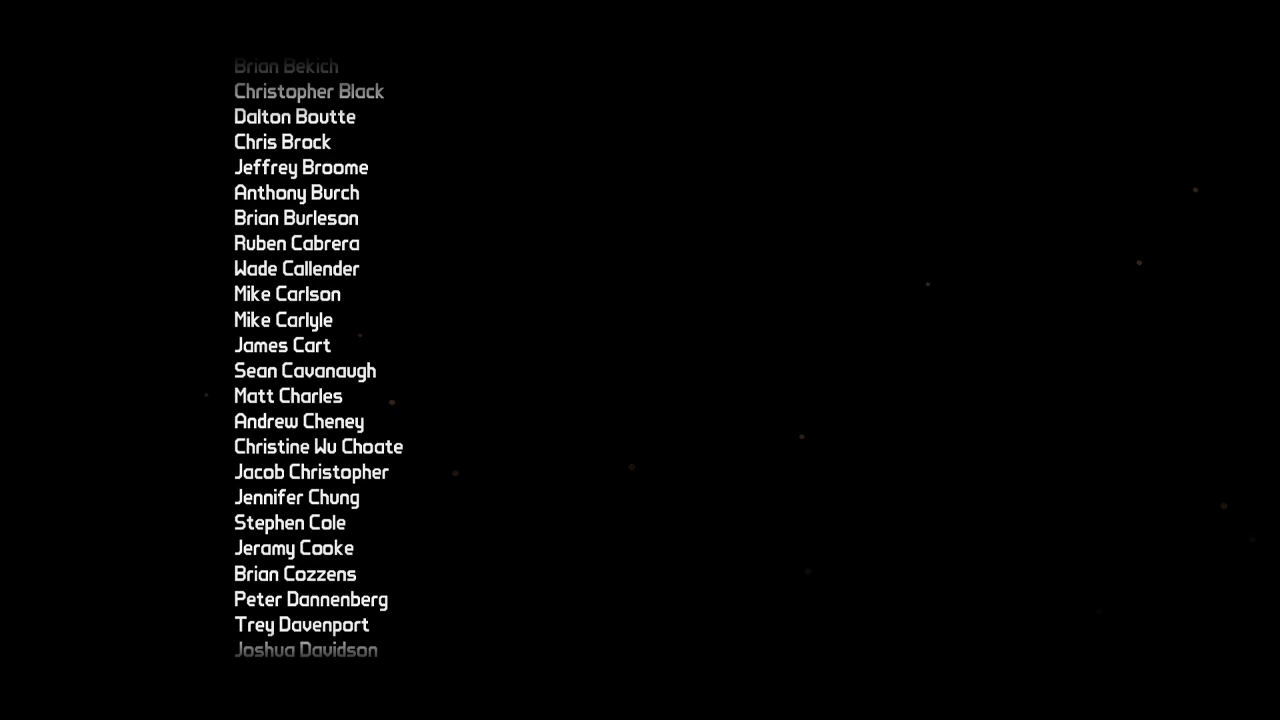 Brian Bekich
Christopher Black
Dalton Boutte
Chris Brock
Jeffrey Broome
Anthony Burch
Brian Burleson
Ruben Cabrera
Wade Callender
Mike Carlson
Mike Carlyle
James Cart
Sean Cavanaugh
Matt Charles
Andrew Cheney
Christine Wu Choate
Jacob Christopher
Jennifer Chung
Stephen Cole
Jeramy Cooke
Brian Cozzens
Peter Dannenberg
Trey Davenport
Joshua Davidson